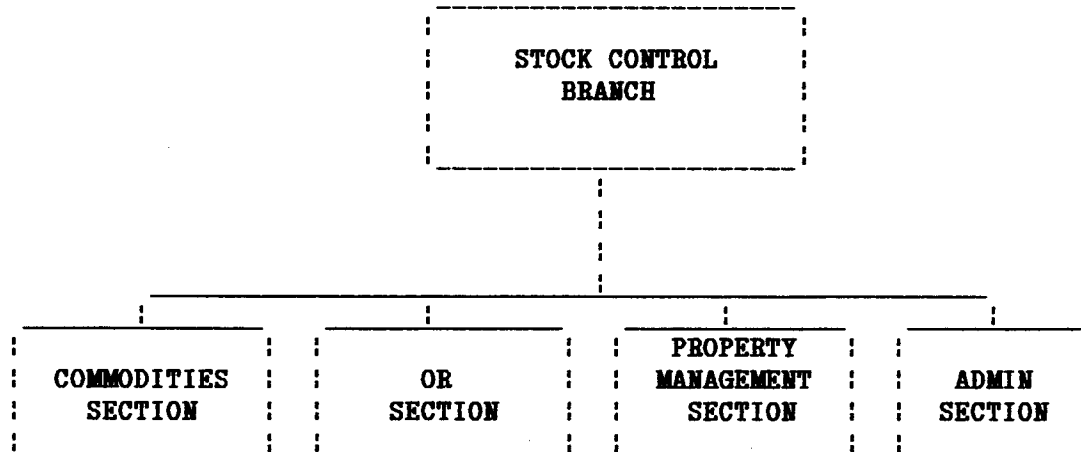 STOCK CONTROL
BRANCH
COMMODITIES
SECTION
OR
SECTION
PROPERTY
MANAGEMENT
SECTION
ADMIN
SECTION